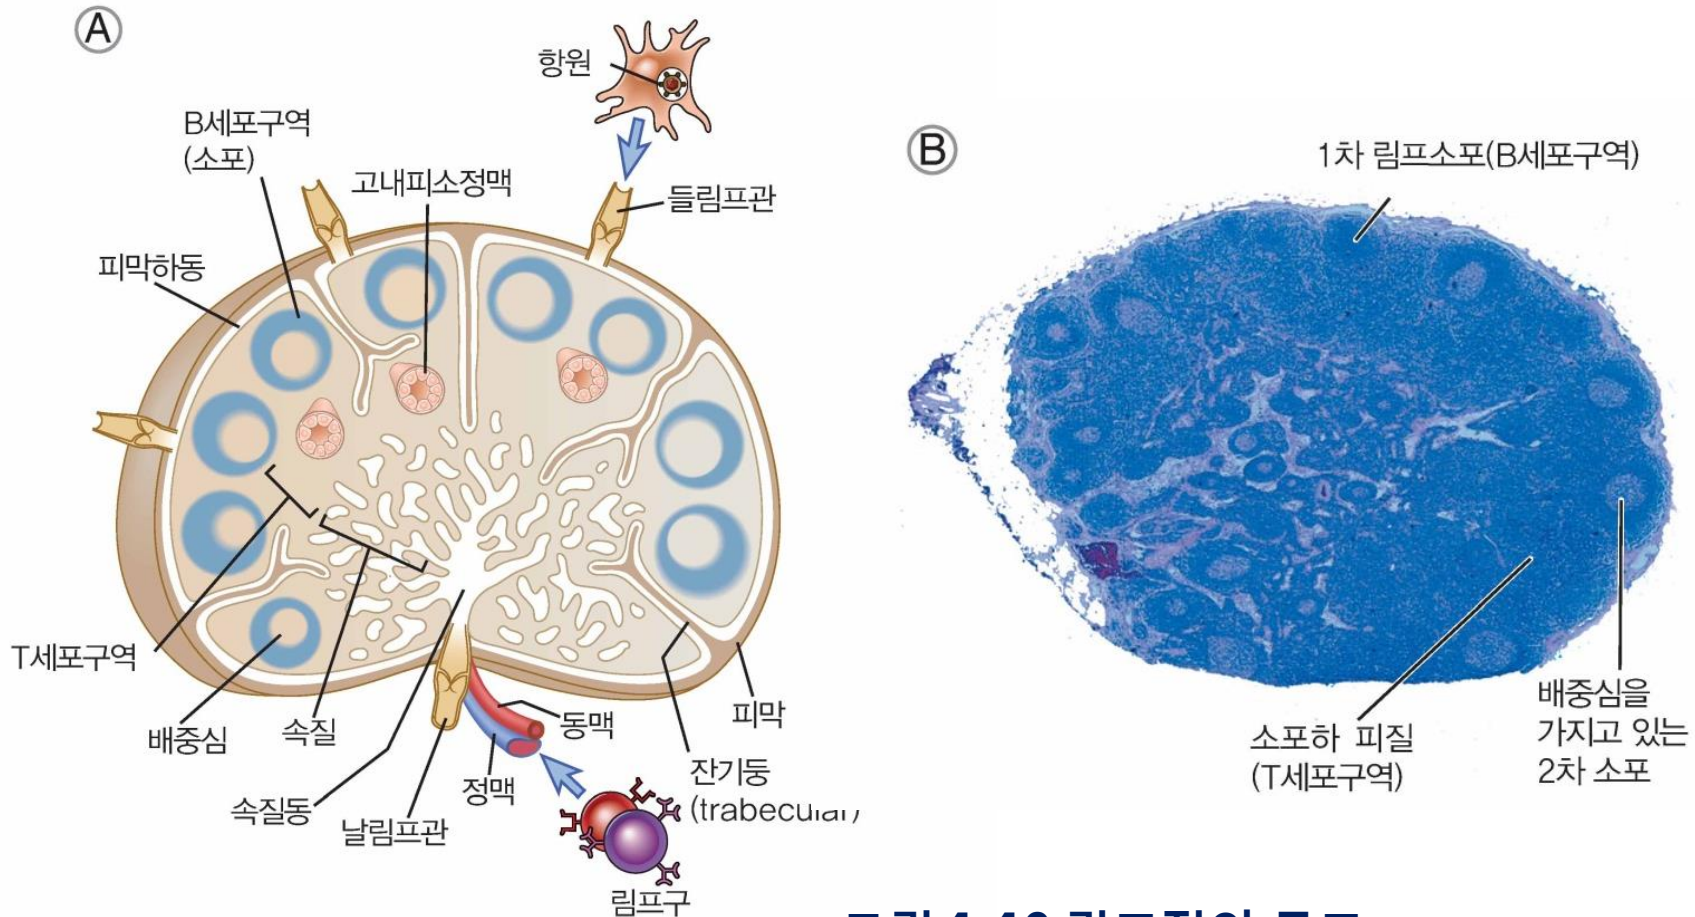 A
항원
B세포구역
(소포)
고내피소정맥
들림프관
피막하동
T세포구역
배중심
속질
속질동
날림프관
정맥
동맥
피막
잔기둥
(trabecular)
림프구
B
1차 림프소포(B세포구역)
소포하 피질
(T세포구역)
배중심을
가지고 있는
2차 소포